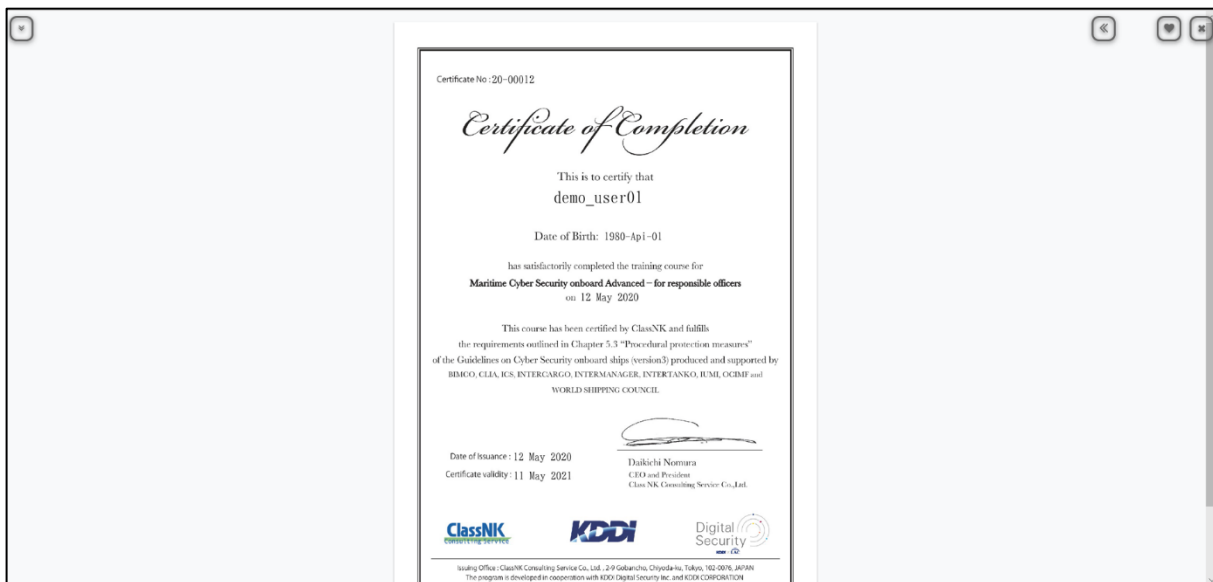 Certificate No : 20-00012
Certificate of Completion
This is to certify that
demo_user01
Date of Birth: 1980-Api-01
has satisfactorily completed the training course for
Maritime Cyber Security onboard Advanced – for responsible officers
on 12 May 2020
This course has been certified by ClassNK and fulfills
the requirements outlined in Chapter 5.3 “Procedural protection measures”
of the Guidelines on Cyber Security onboard ships (version3) produced and supported by
BIMCO, CLIA, ICS, INTERCARGO, INTERMANAGER, INTERTANKO, IUMI, OCIMF and
WORLD SHIPPING COUNCIL
Date of Issuance : 12 May 2020
Certificate validity : 11 May 2021
Daikichi Nomura
CEO and President
Class NK Consulting Service Co.,Ltd.
ClassNK
CONSULTING SERVICE
KDDI
Digital
Security
Issuing Office : ClassNK Consulting Service Co., Ltd. , 2-9 Gobancho, Chiyoda-ku, Tokyo, 102-0076, JAPAN
The program is developed in cooperation with KDDI Digital Security Inc. and KDDI CORPORATION